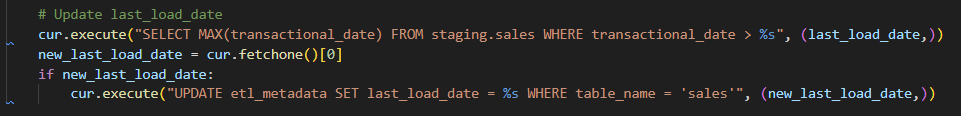 # Update last_load_date
cur.execute("SELECT MAX(transactional_date) FROM staging.sales WHERE transactional_date > %s", (last_load_date,))
new_last_load_date = cur.fetchone()[0]
if new_last_load_date:
cur.execute("UPDATE etl_metadata SET last_load_date = %s WHERE table_name = 'sales'", (new_last_load_date,))